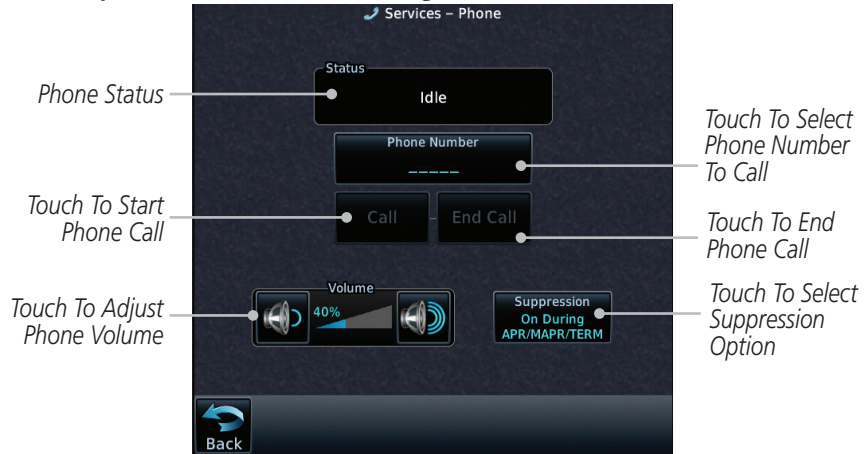 Services – Phone
Status
Phone Status
Idle
Phone Number
_____
Touch To Select
Phone Number
To Call
Touch To Start
Phone Call
Call
End Call
Touch To End
Phone Call
Volume
Touch To Adjust
Phone Volume
40%
Suppression
On During
APR/MAPR/TERM
Touch To Select
Suppression
Option
Back